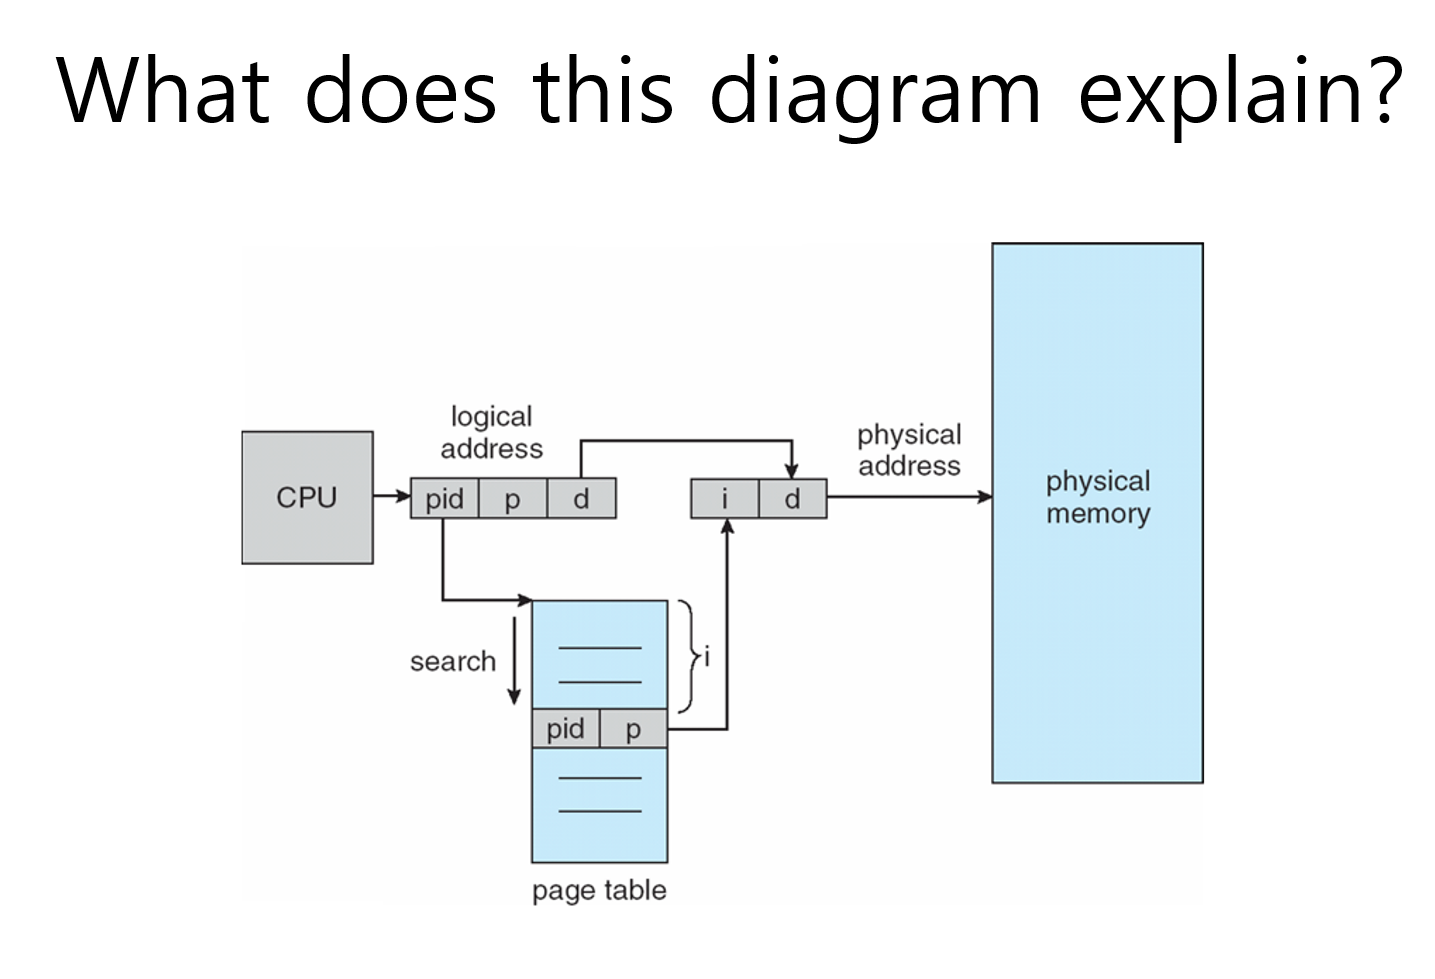 What does this diagram explain?
logical
address
physical
address
CPU
pid p d
i d
physical
memory
search
i
pid p
page table